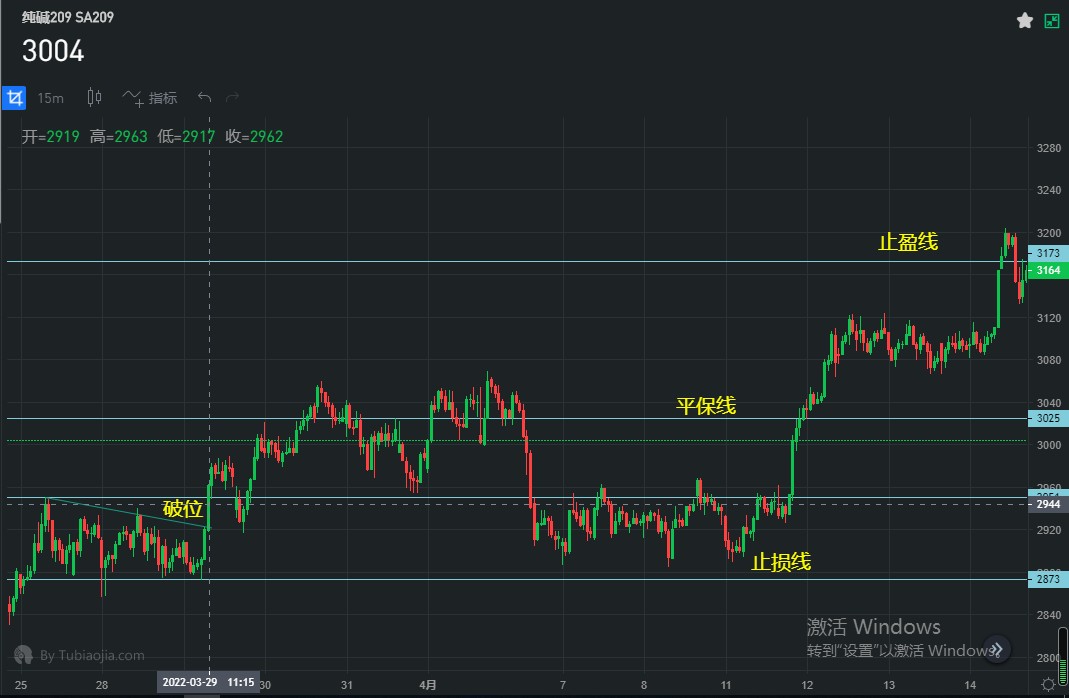 纯碱209 SA209
3004
15m 指标
开=2919 高=2963 低=2917 收=2962
3280
3240
止盈线
3200
3173
3164
3120
3080
平保线
3040
3025
3000
2960
破位
2944
2920
止损线
2873
2840
激活 Windows
转到“设置”以激活 Windows
By Tubiaojia.com
2800
25 28 2022-03-29 11:15 30 31 4月 7 8 11 12 13 14